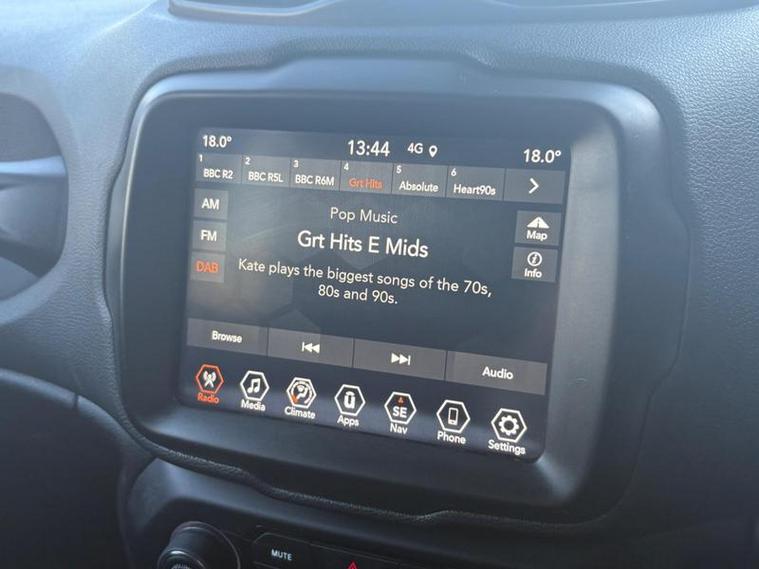 18.0° 13:44 4G 18.0°
1 BBC R2 2 BBC R5L 3 BBC R6M 4 Grt Hits 5 Absolute 6 Heart90s
AM
FM
DAB
Pop Music
Grt Hits E Mids
Kate plays the biggest songs of the 70s,
80s and 90s.
Map
Info
Browse Audio
Radio Media Climate Apps SE Nav Phone Settings
MUTE